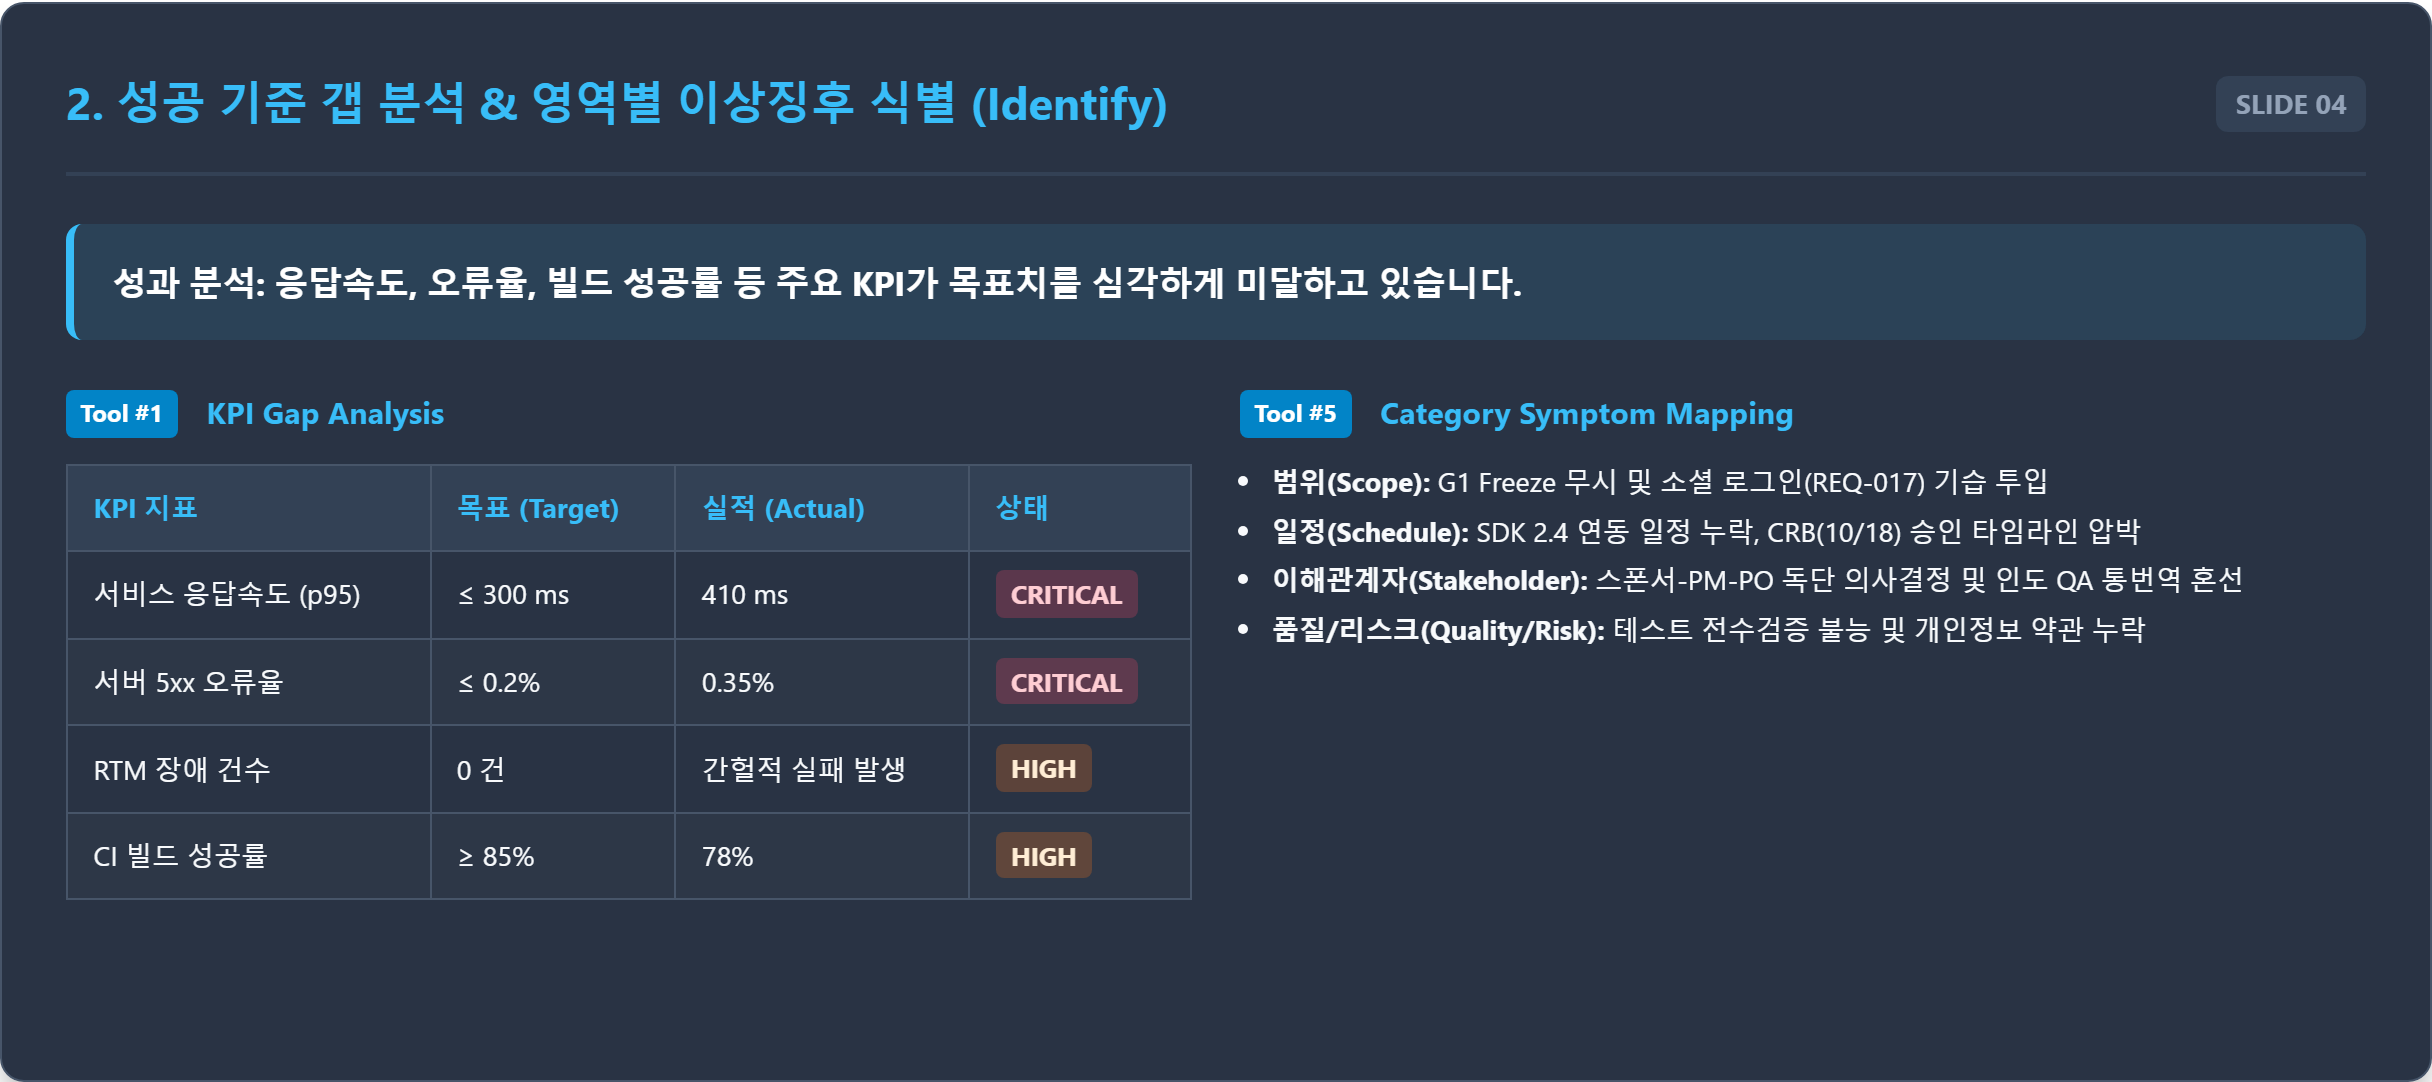 2. 성공 기준 갭 분석 & 영역별 이상징후 식별 (Identify)
SLIDE 04
성과 분석: 응답속도, 오류율, 빌드 성공률 등 주요 KPI가 목표치를 심각하게 미달하고 있습니다.
Tool #1 KPI Gap Analysis
KPI 지표 목표 (Target) 실적 (Actual) 상태
서비스 응답속도 (p95) ≤ 300 ms 410 ms CRITICAL
서버 5xx 오류율 ≤ 0.2% 0.35% CRITICAL
RTM 장애 건수 0 건 간헐적 실패 발생 HIGH
CI 빌드 성공률 ≥ 85% 78% HIGH
Tool #5 Category Symptom Mapping
• 범위(Scope): G1 Freeze 무시 및 소셜 로그인(REQ-017) 기습 투입
• 일정(Schedule): SDK 2.4 연동 일정 누락, CRB(10/18) 승인 타임라인 압박
• 이해관계자(Stakeholder): 스폰서-PM-PO 독단 의사결정 및 인도 QA 통번역 혼선
• 품질/리스크(Quality/Risk): 테스트 전수검증 불능 및 개인정보 약관 누락